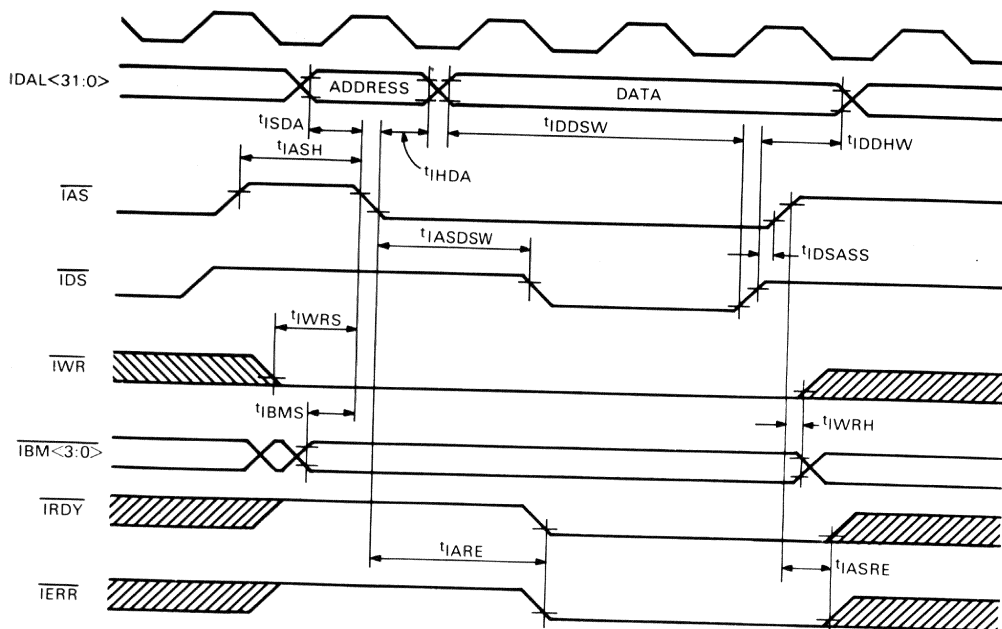 IDAL<31:0>
ADDRESS
DATA
tISDA
tIDDSW
tIDDHW
tIASH
tIHDA
IAS
tIASDSW
tIDSASS
IDS
tIWRS
IWR
tIBMS
tIWRH
IBM<3:0>
IRDY
tIARE
tIASRE
IERR